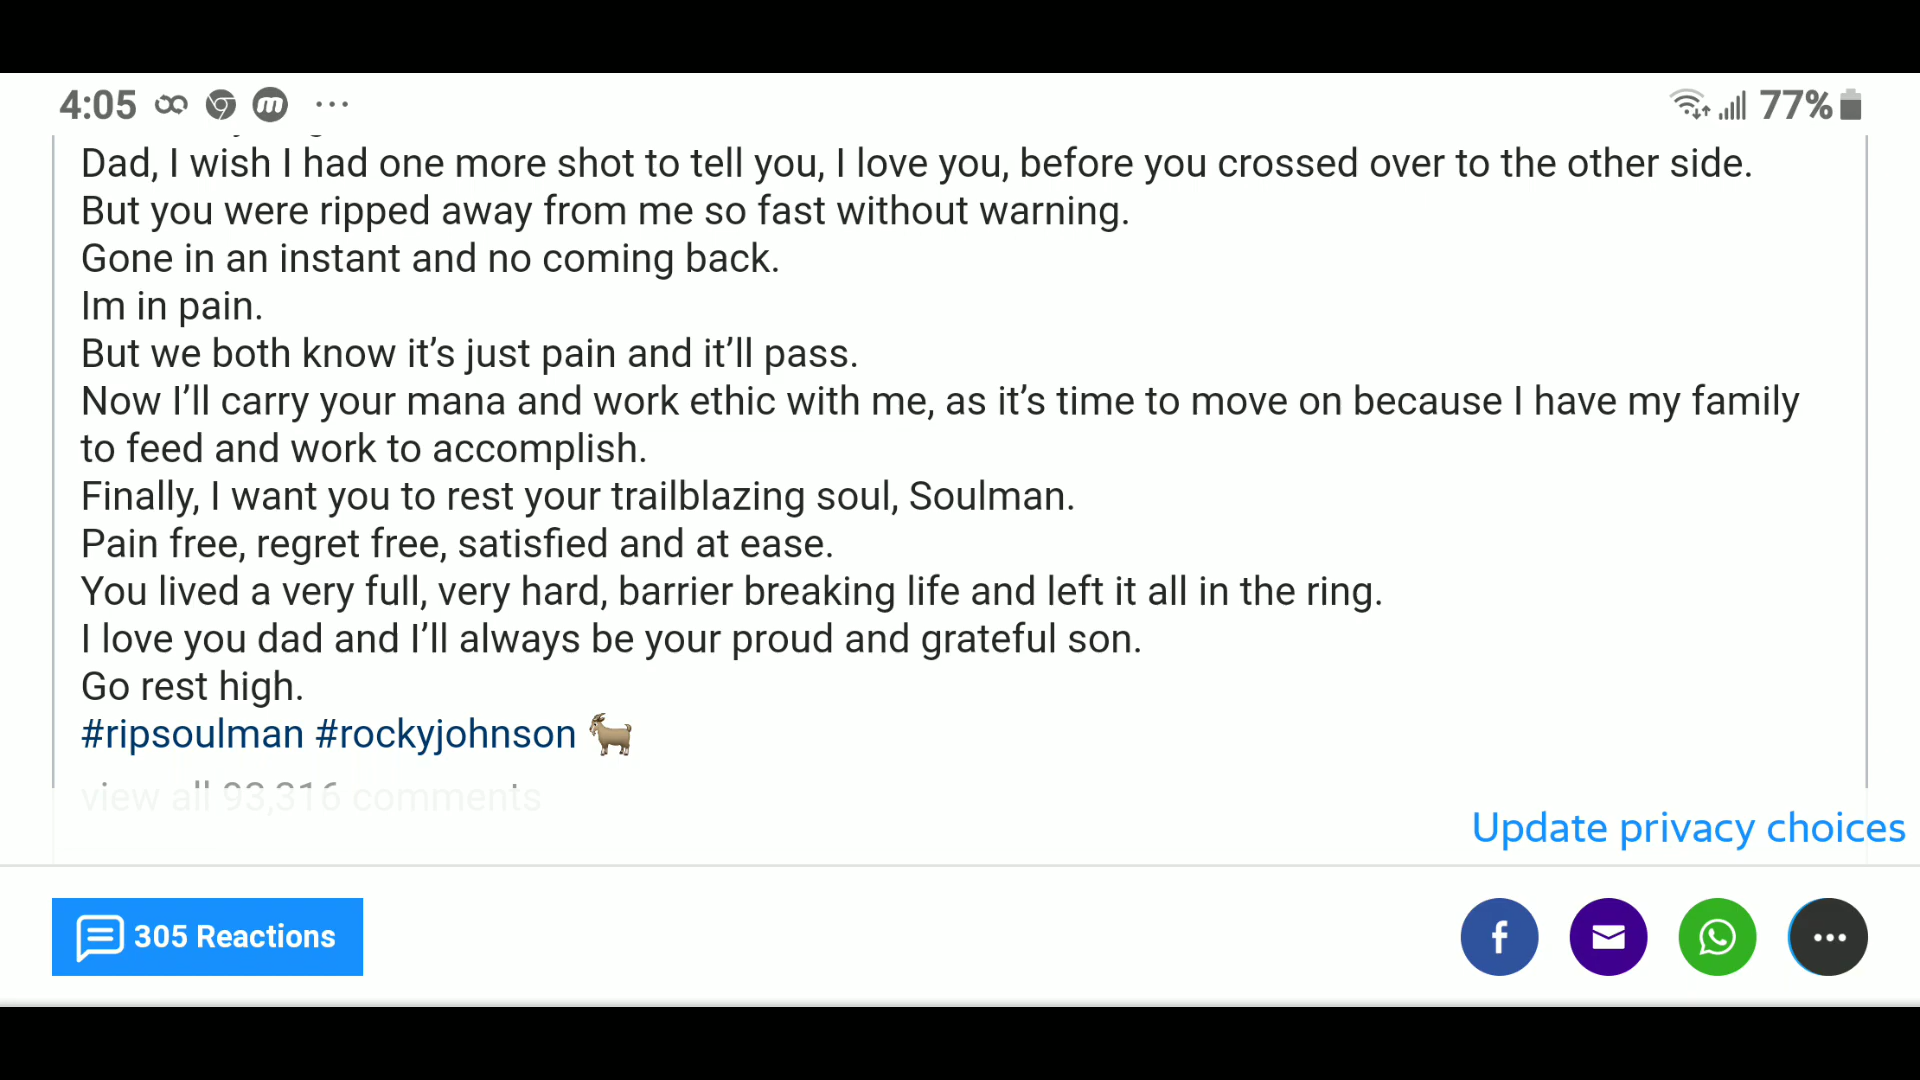 4:05 77%
Dad, I wish I had one more shot to tell you, I love you, before you crossed over to the other side.
But you were ripped away from me so fast without warning.
Gone in an instant and no coming back.
Im in pain.
But we both know it’s just pain and it’ll pass.
Now I’ll carry your mana and work ethic with me, as it’s time to move on because I have my family
to feed and work to accomplish.
Finally, I want you to rest your trailblazing soul, Soulman.
Pain free, regret free, satisfied and at ease.
You lived a very full, very hard, barrier breaking life and left it all in the ring.
I love you dad and I’ll always be your proud and grateful son.
Go rest high.
#ripsoulman #rockyjohnson 🐐
view all 93,316 comments
Update privacy choices
305 Reactions